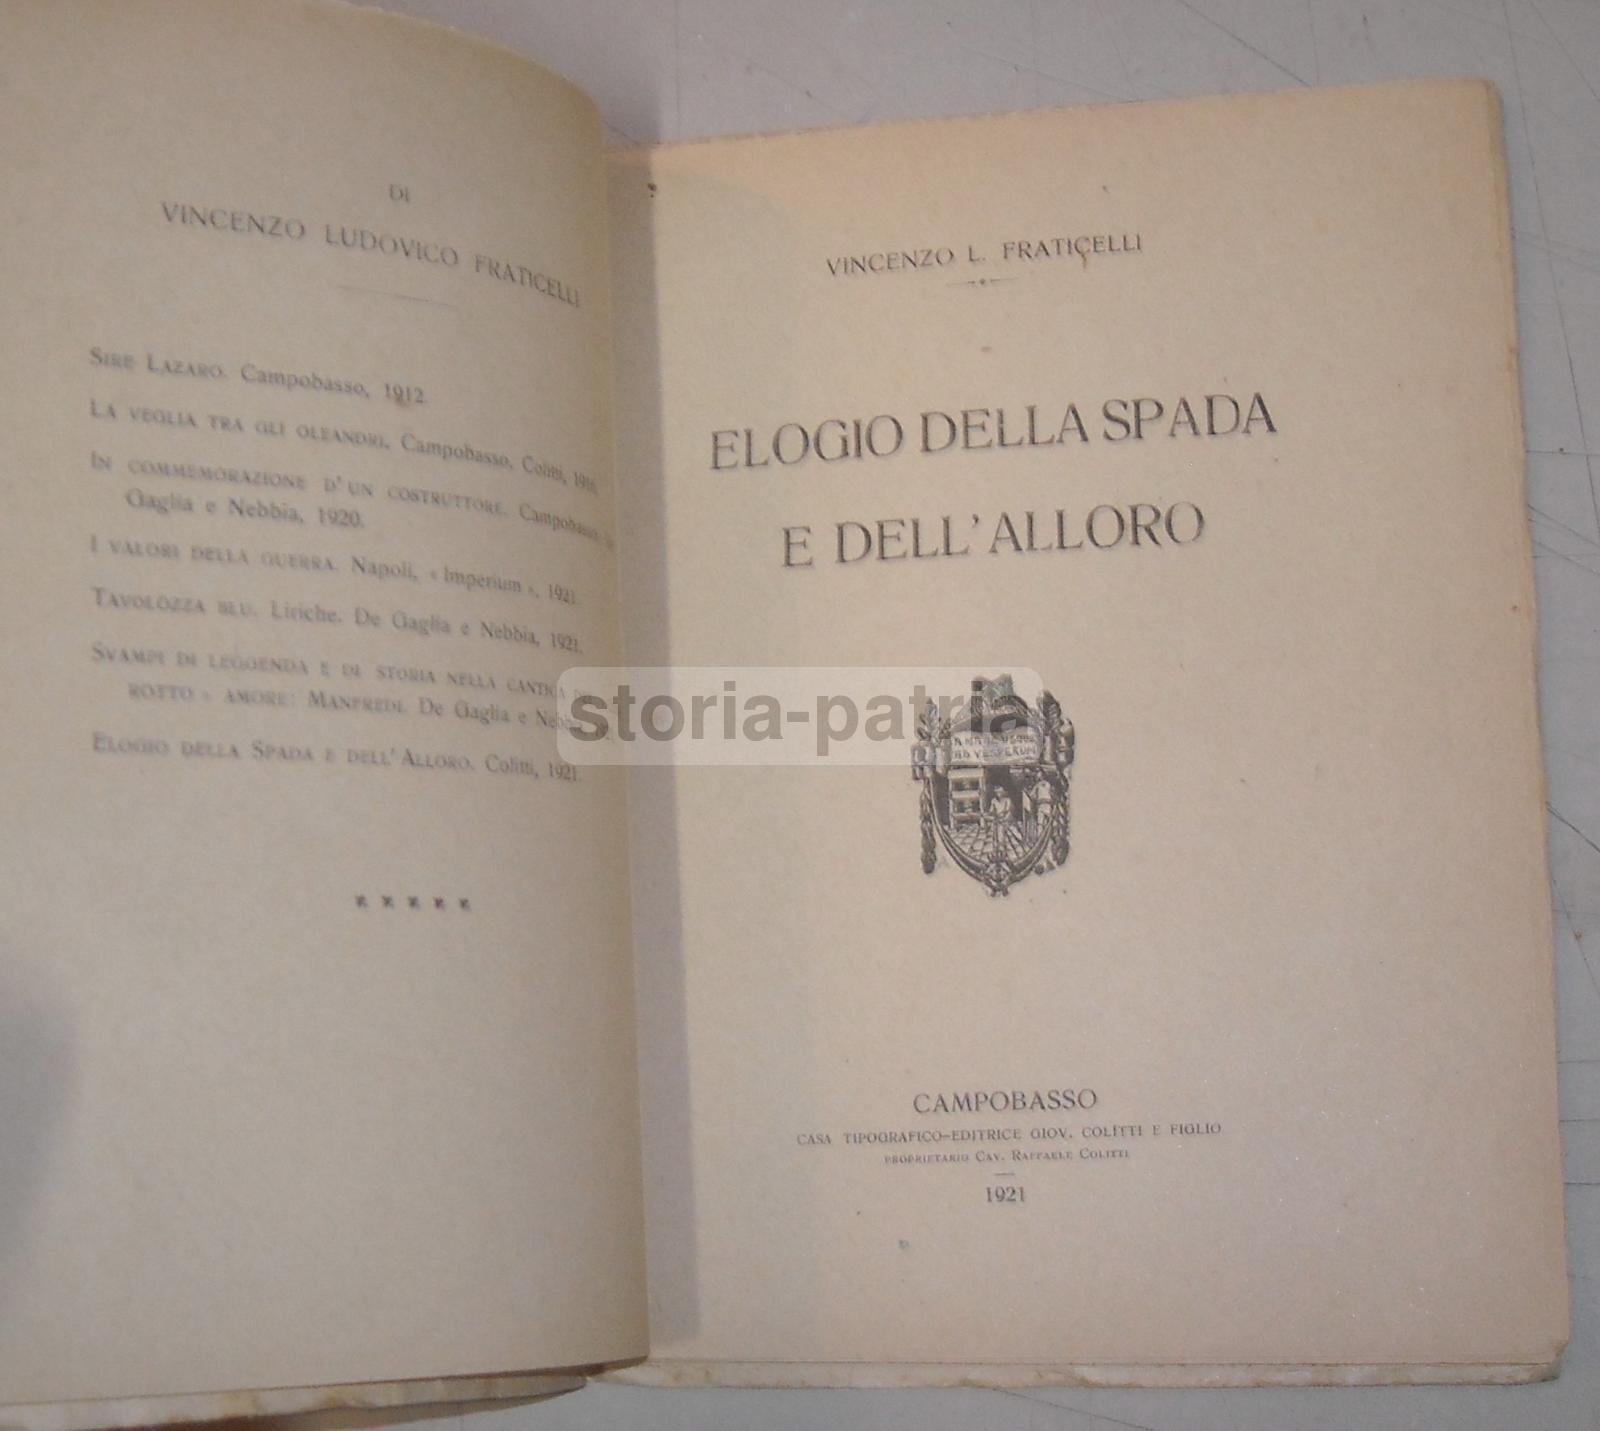 DI
VINCENZO LUDOVICO FRATICELLI
SIRE LAZARO. Campobasso, 1912.
LA VEGLIA TRA GLI OLEANDRI. Campobasso, Colitti,
IN COMMEMORAZIONE D'UN COSTRUTTORE. Campobasso,
Gaglia e Nebbia, 1920.
I VALORI DELLA GUERRA. Napoli, « Imperium », 1921.
TAVOLOZZA BLU. Liriche. De Gaglia e Nebbia, 1921.
SVAMPI DI LEGGENDA E DI STORIA NELLA CANTICA
ROTTO » AMORE: MANFREDI. De Gaglia e
ELOGIO DELLA SPADA E DELL'ALLORO. Colitti, 1921.
VINCENZO L. FRATICELLI
ELOGIO DELLA SPADA
E DELL'ALLORO
storia-patria
AD VESPERUM
CAMPOBASSO
CASA TIPOGRAFICO-EDITRICE GIOV. COLITTI E FIGLIO
PROPRIETARIO CAV. RAFFAELE COLITTI
1921